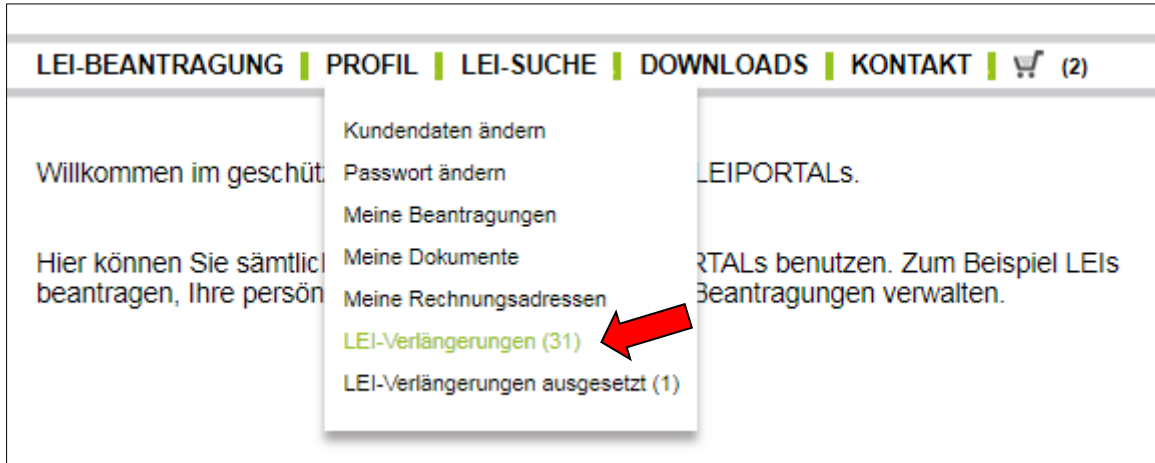 LEI-BEANTRAGUNG PROFIL LEI-SUCHE DOWNLOADS KONTAKT (2)
Kundendaten ändern
Willkommen im geschütz
Passwort ändern
LEIPORTALs.
Meine Beantragungen
Hier können Sie sämtlic
Meine Dokumente
RTALs benutzen. Zum Beispiel LEIs
beantragen, Ihre persön
Meine Rechnungsadressen
Beantragungen verwalten.
LEI-Verlängerungen (31)
LEI-Verlängerungen ausgesetzt (1)